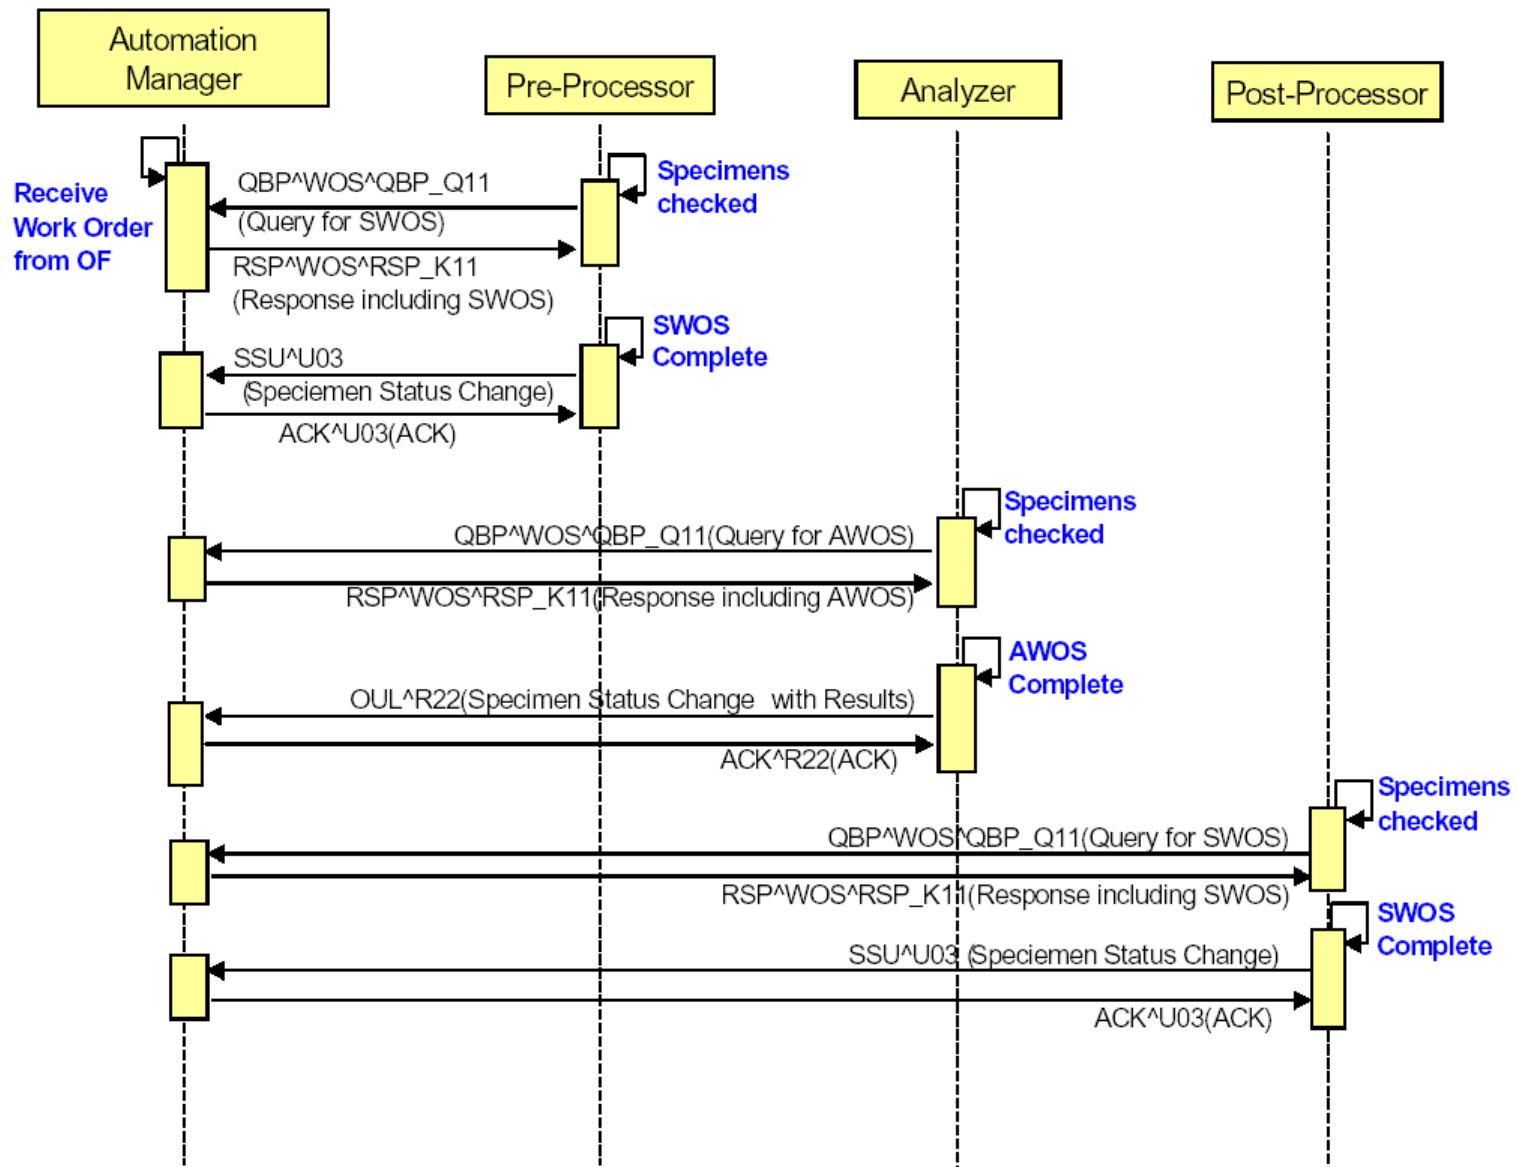 Automation
Manager
Pre-Processor
Analyzer
Post-Processor
Receive
Work Order
from OF
QBP^WOS^QBP_Q11
(Query for SWOS)
RSP^WOS^RSP_K11
(Response including SWOS)
Specimens
checked
SWOS
Complete
SSU^U03
(Speciemen Status Change)
ACK^U03(ACK)
Specimens
checked
QBP^WOS^QBP_Q11(Query for AWOS)
RSP^WOS^RSP_K11(Response including AWOS)
AWOS
Complete
OUL^R22(Specimen Status Change with Results)
ACK^R22(ACK)
Specimens
checked
QBP^WOS^QBP_Q11(Query for SWOS)
RSP^WOS^RSP_K11(Response including SWOS)
SWOS
Complete
SSU^U03 (Speciemen Status Change)
ACK^U03(ACK)